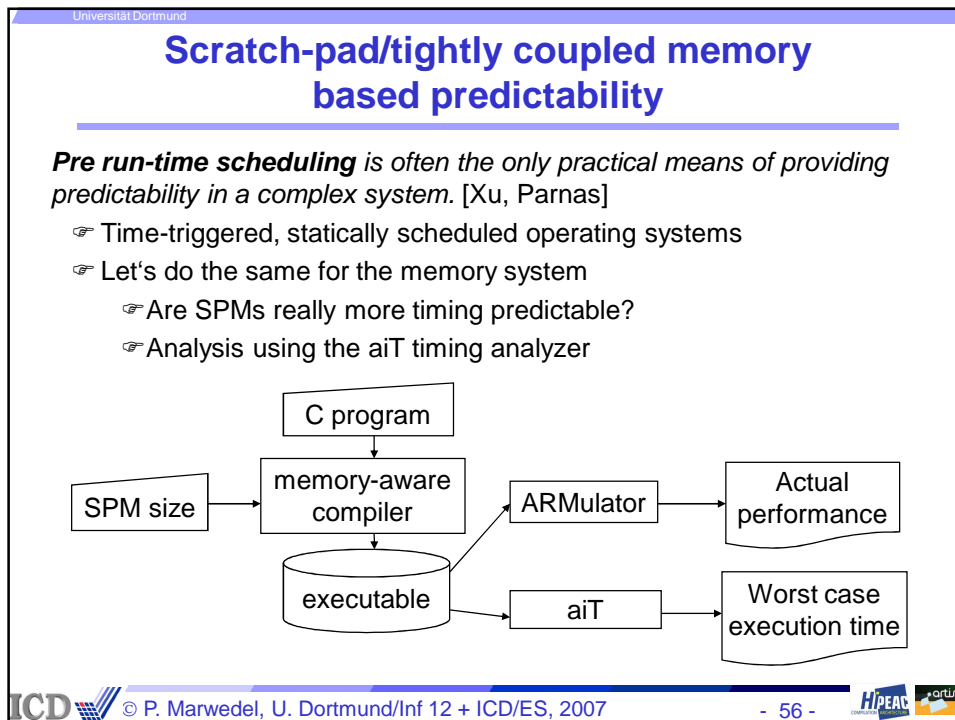 Universität Dortmund
Scratch-pad/tightly coupled memory
based predictability
Pre run-time scheduling is often the only practical means of providing
predictability in a complex system. [Xu, Parnas]
☞ Time-triggered, statically scheduled operating systems
☞ Let‘s do the same for the memory system
☞ Are SPMs really more timing predictable?
☞ Analysis using the aiT timing analyzer
C program
SPM size
memory-aware
compiler
executable
ARMulator
Actual
performance
aiT
Worst case
execution time
ICD
© P. Marwedel, U. Dortmund/Inf 12 + ICD/ES, 2007
- 56 -
HiPEAC
COMPILATION ARCHITECTURE